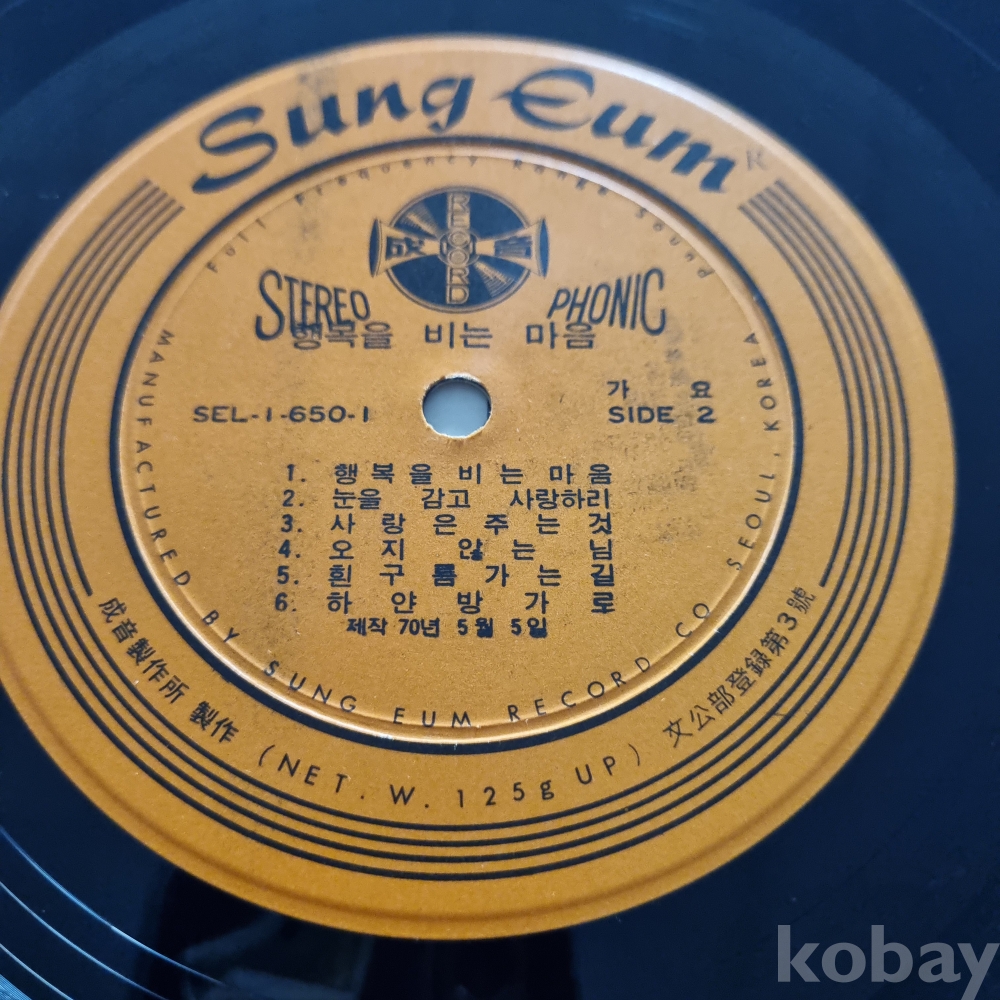 Sung Eum ®
Full Frequency Range Sound
RECORD
成音
STEREO PHONIC
행복을 비는 마음
가 요
SEL-1-650-1 SIDE 2
1. 행복을 비는 마음
2. 눈을 감고 사랑하리
3. 사랑은 주는 것
4. 오지 않는 님
5. 흰구름 가는 길
6. 하얀 방가로
제작 70년 5월 5일
MANUFACTURED BY SUNG EUM RECORD CO SEOUL, KOREA
成音製作所 製作 (NET. W. 125g UP) 文公部登録第3號
kobay